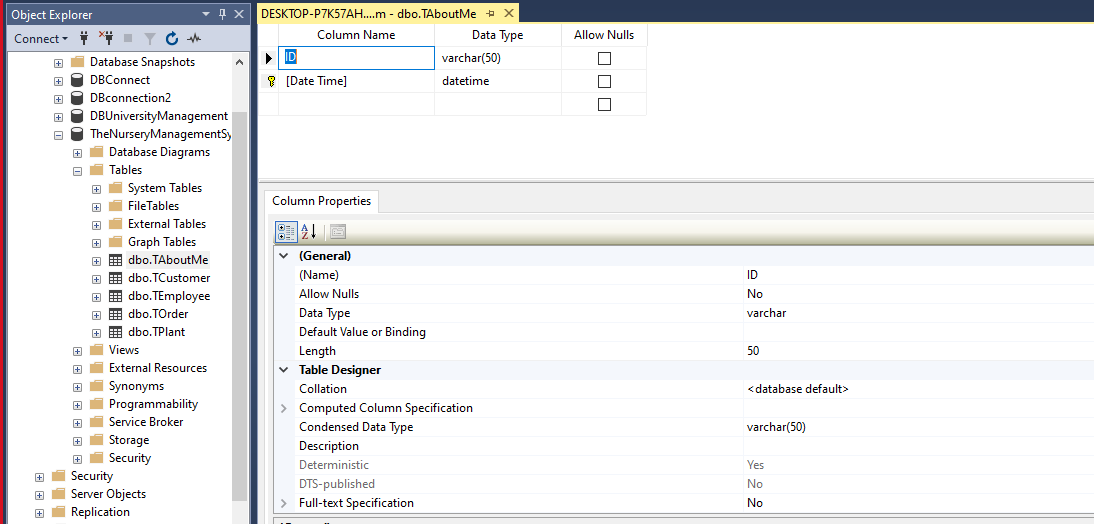 Object Explorer
Connect
Database Snapshots
DBConnect
DBconnection2
DBUniversityManagement
TheNurseryManagementSy
Database Diagrams
Tables
System Tables
FileTables
External Tables
Graph Tables
dbo.TAboutMe
dbo.TCustomer
dbo.TEmployee
dbo.TOrder
dbo.TPlant
Views
External Resources
Synonyms
Programmability
Service Broker
Storage
Security
Security
Server Objects
Replication
DESKTOP-P7K57AH....m - dbo.TAboutMe
Column Name Data Type Allow Nulls
ID varchar(50)
[Date Time] datetime
Column Properties
(General)
(Name) ID
Allow Nulls No
Data Type varchar
Default Value or Binding
Length 50
Table Designer
Collation <database default>
Computed Column Specification
Condensed Data Type varchar(50)
Description
Deterministic Yes
DTS-published No
Full-text Specification No